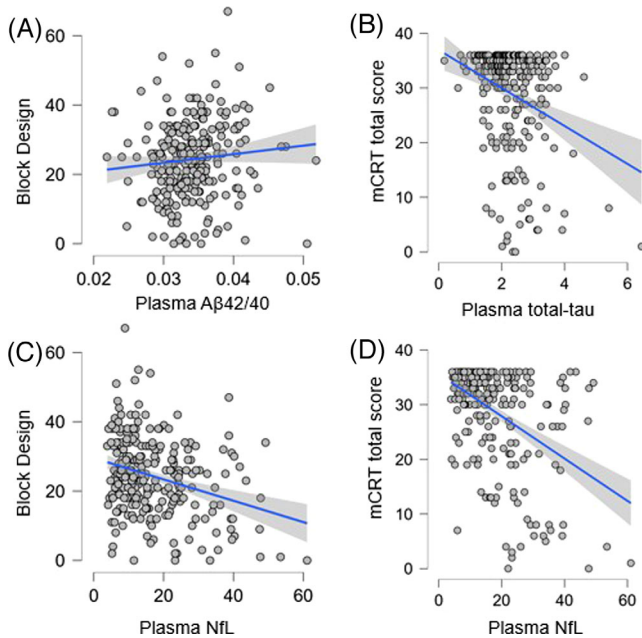 (A)
Block Design
60
40
20
0
0.02 0.03 0.04 0.05
Plasma Aβ42/40
(B)
mCRT total score
40
30
20
10
0
0 2 4 6
Plasma total-tau
(C)
Block Design
60
40
20
0
0 20 40 60
Plasma NfL
(D)
mCRT total score
40
30
20
10
0
0 20 40 60
Plasma NfL